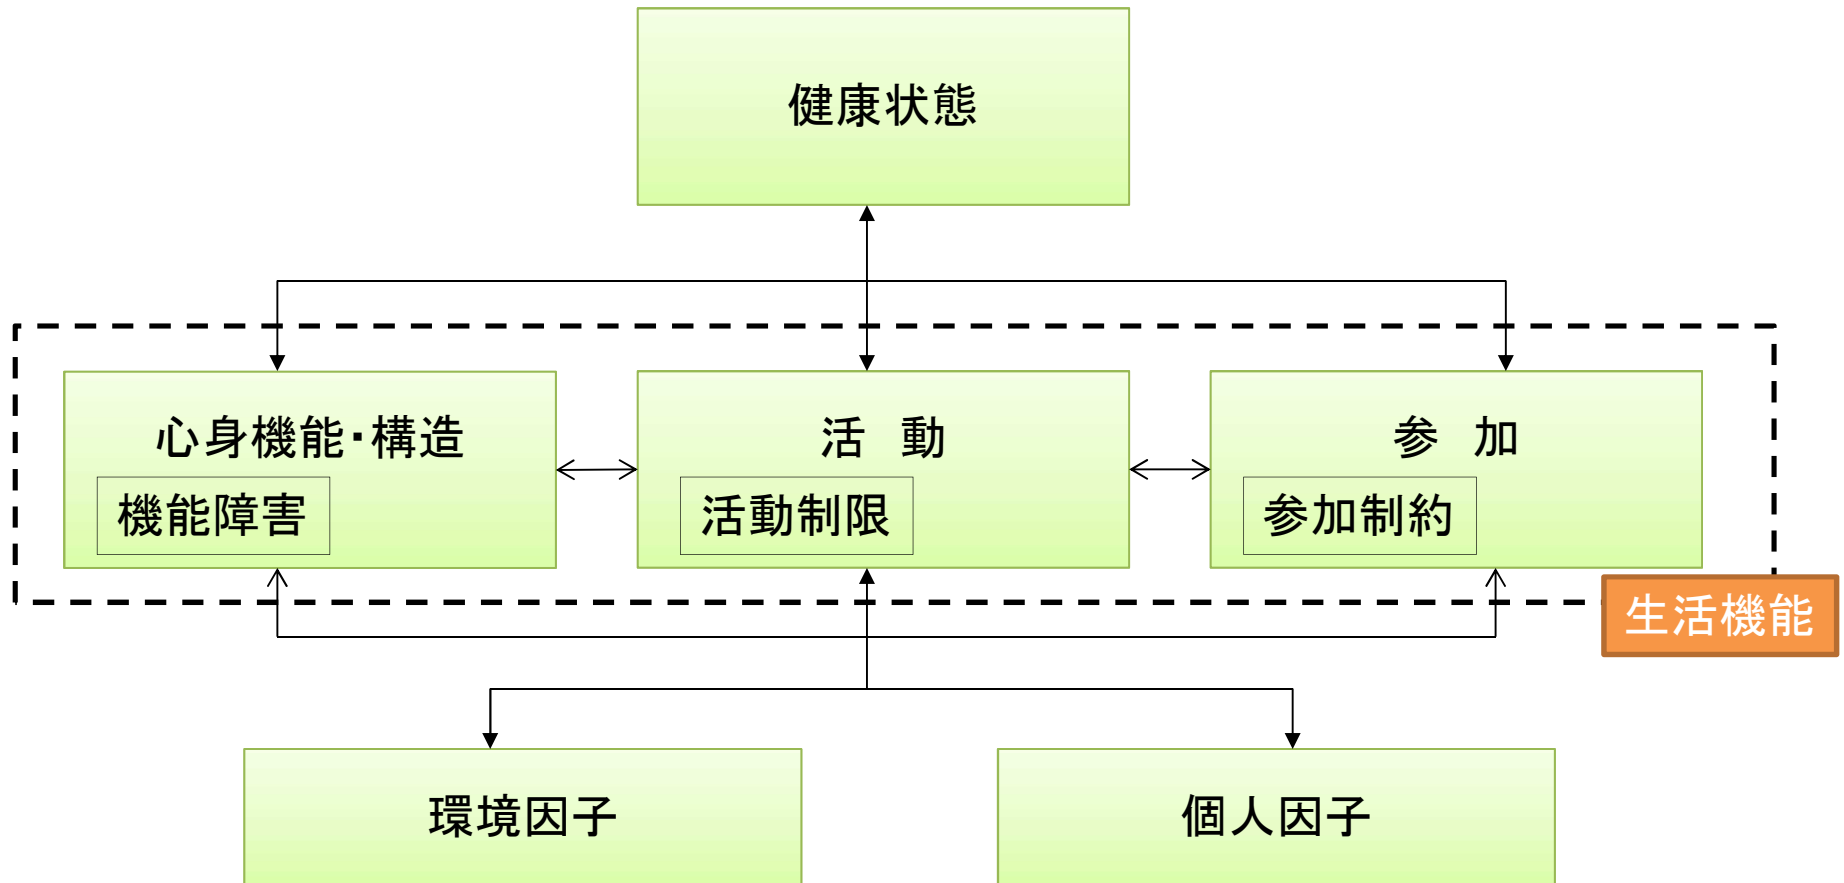 健康状態
心身機能・構造
機能障害
活　動
活動制限
参　加
参加制約
生活機能
環境因子
個人因子